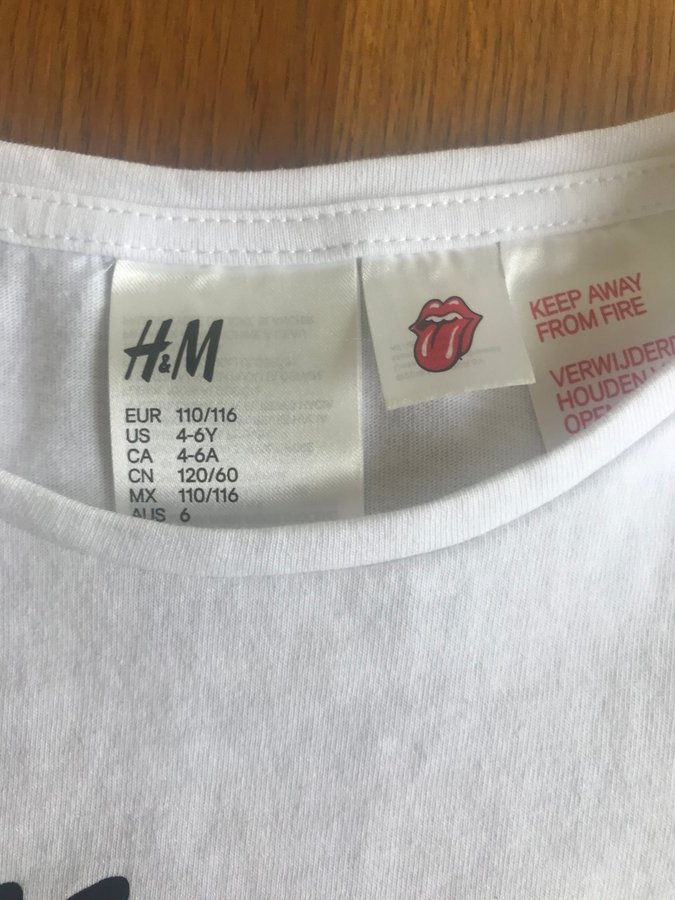 H&M
EUR 110/116
US 4-6Y
CA 4-6A
CN 120/60
MX 110/116
AUS 6
KEEP AWAY
FROM FIRE
HOUDEN